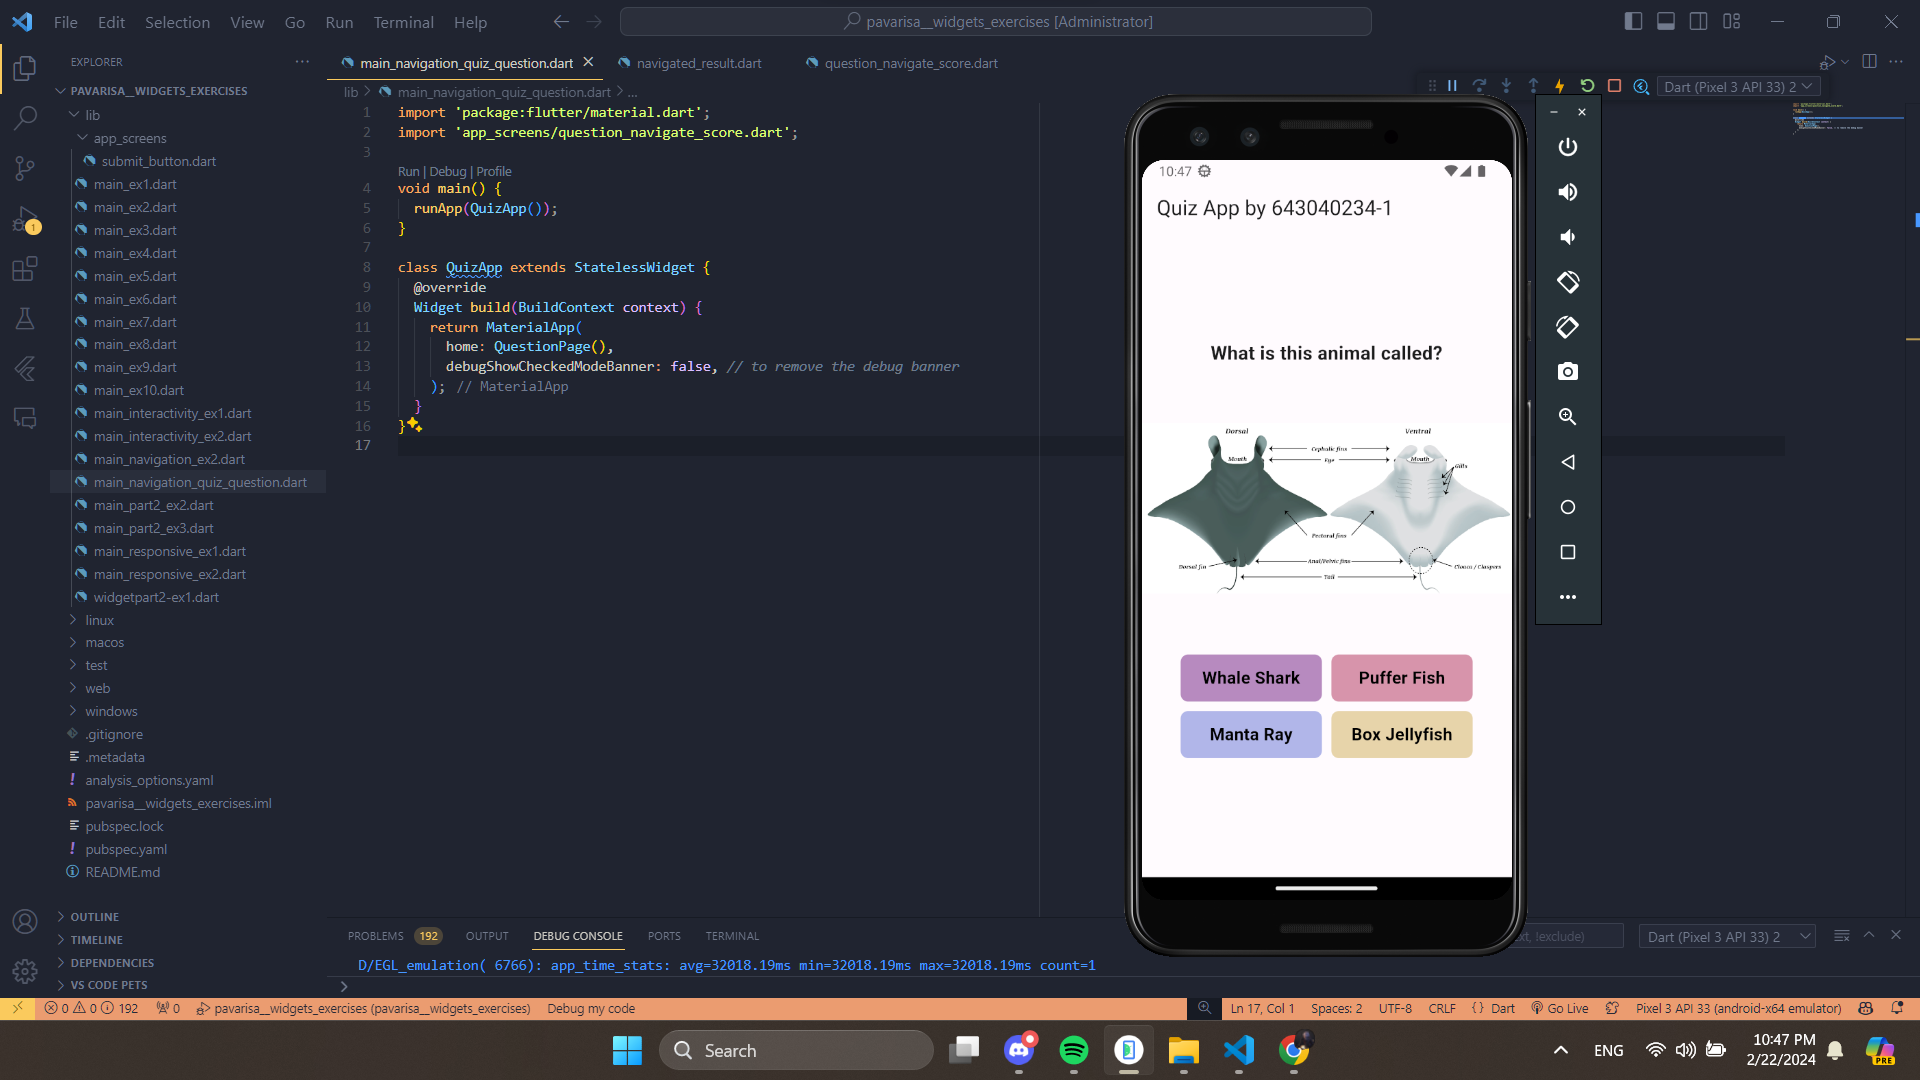 File Edit Selection View Go Run Terminal Help
pavarisa__widgets_exercises [Administrator]
EXPLORER
PAVARISA__WIDGETS_EXERCISES
lib
app_screens
submit_button.dart
main_ex1.dart
main_ex2.dart
main_ex3.dart
main_ex4.dart
main_ex5.dart
main_ex6.dart
main_ex7.dart
main_ex8.dart
main_ex9.dart
main_ex10.dart
main_interactivity_ex1.dart
main_interactivity_ex2.dart
main_navigation_ex2.dart
main_navigation_quiz_question.dart
main_part2_ex2.dart
main_part2_ex3.dart
main_responsive_ex1.dart
main_responsive_ex2.dart
widgetpart2-ex1.dart
linux
macos
test
web
windows
.gitignore
.metadata
analysis_options.yaml
pavarisa__widgets_exercises.iml
pubspec.lock
pubspec.yaml
README.md
OUTLINE
TIMELINE
DEPENDENCIES
VS CODE PETS
1
main_navigation_quiz_question.dart navigated_result.dart question_navigate_score.dart
Dart (Pixel 3 API 33) 2
lib > main_navigation_quiz_question.dart > ...
1 import 'package:flutter/material.dart';
2 import 'app_screens/question_navigate_score.dart';
3
Run | Debug | Profile
4 void main() {
5 runApp(QuizApp());
6 }
7
8 class QuizApp extends StatelessWidget {
9 @override
10 Widget build(BuildContext context) {
11 return MaterialApp(
12 home: QuestionPage(),
13 debugShowCheckedModeBanner: false, // to remove the debug banner
14 ); // MaterialApp
15 }
16 }
17
10:47
Quiz App by 643040234-1
What is this animal called?
Dorsal Ventral
Cephalic fins
Mouth Eye Mouth
Gills
Pectoral fins
Dorsal fin Anal/Pelvic fins Cloaca / Claspers
Tail
Whale Shark Puffer Fish
Manta Ray Box Jellyfish
PROBLEMS 192 OUTPUT DEBUG CONSOLE PORTS TERMINAL
ext, !exclude) Dart (Pixel 3 API 33) 2
D/EGL_emulation( 6766): app_time_stats: avg=32018.19ms min=32018.19ms max=32018.19ms count=1
0 0 192 0 pavarisa__widgets_exercises (pavarisa__widgets_exercises) Debug my code Ln 17, Col 1 Spaces: 2 UTF-8 CRLF { } Dart Go Live Pixel 3 API 33 (android-x64 emulator)
Search
ENG
10:47 PM
2/22/2024
PRE